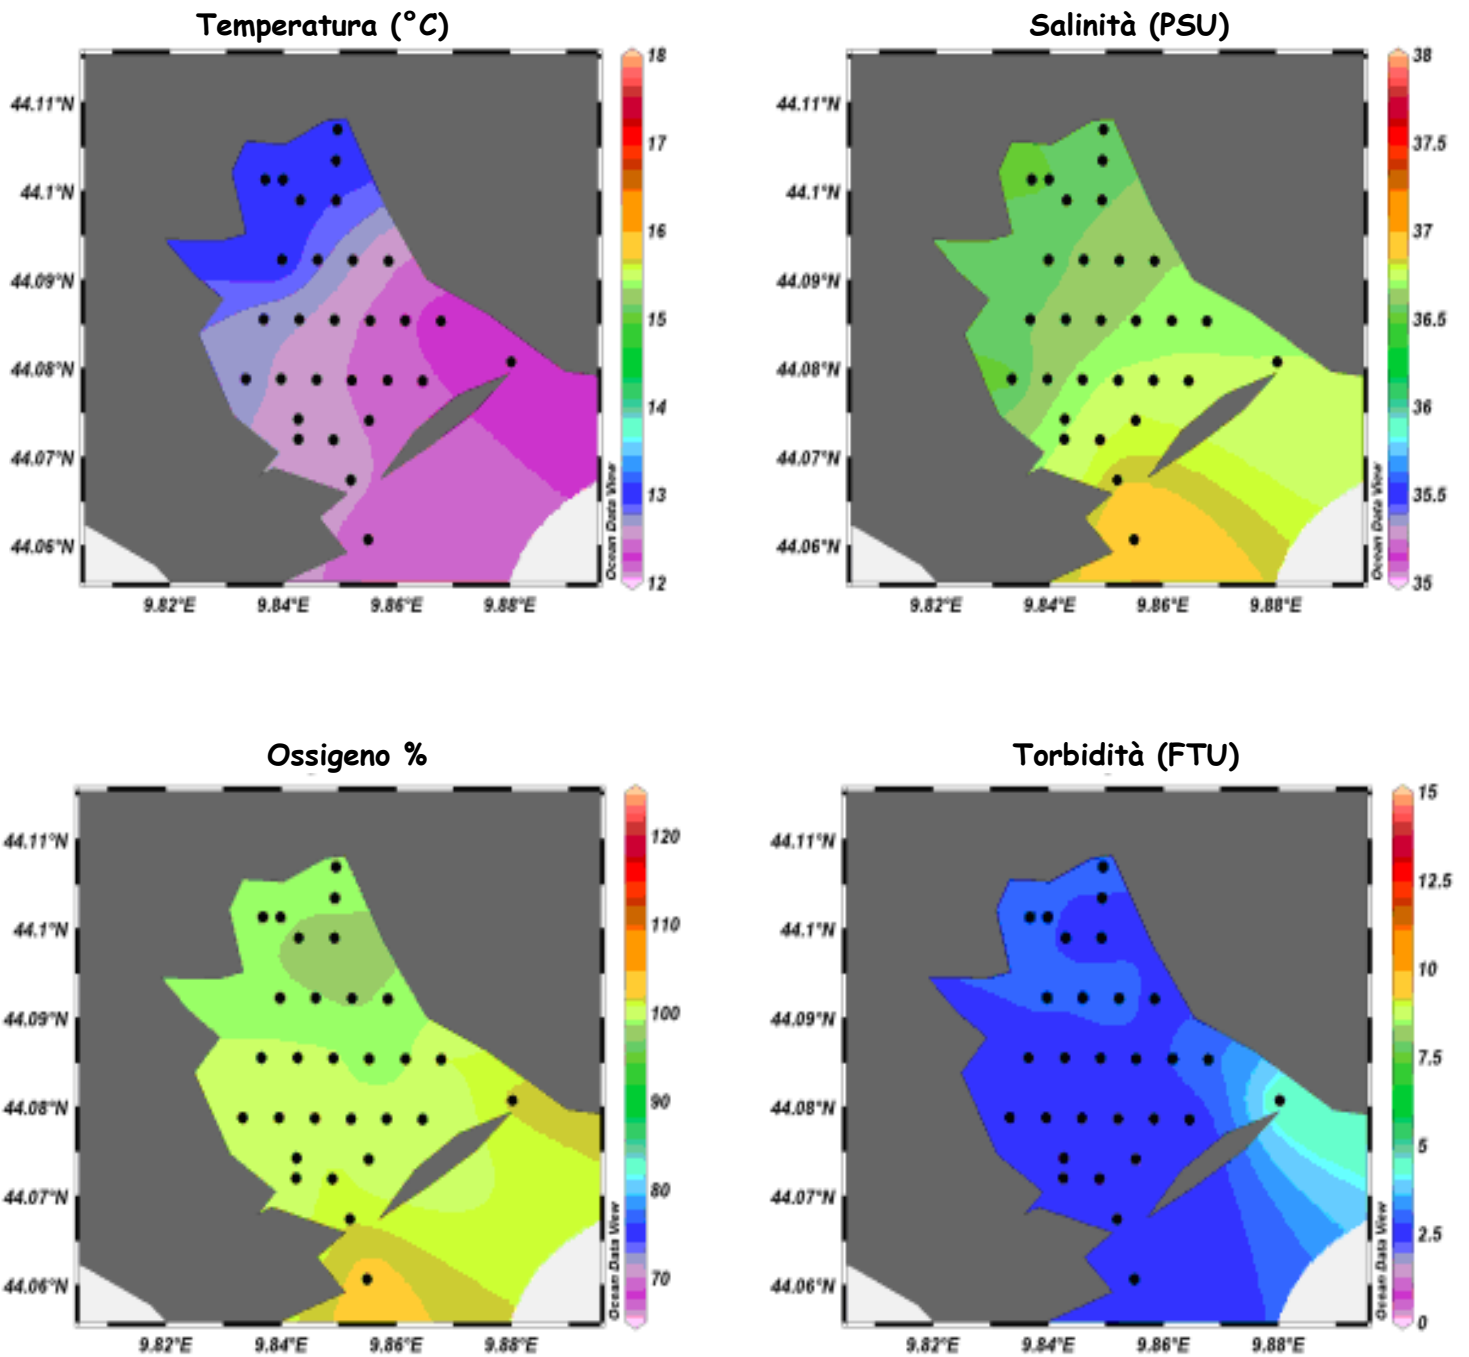 Temperatura (°C)
44.11°N
44.1°N
44.09°N
44.08°N
44.07°N
44.06°N
9.82°E 9.84°E 9.86°E 9.88°E
18
17
16
15
14
13
12
Ocean Data View
Salinità (PSU)
44.11°N
44.1°N
44.09°N
44.08°N
44.07°N
44.06°N
9.82°E 9.84°E 9.86°E 9.88°E
38
37.5
37
36.5
36
35.5
35
Ocean Data View
Ossigeno %
44.11°N
44.1°N
44.09°N
44.08°N
44.07°N
44.06°N
9.82°E 9.84°E 9.86°E 9.88°E
120
110
100
90
80
70
Ocean Data View
Torbidità (FTU)
44.11°N
44.1°N
44.09°N
44.08°N
44.07°N
44.06°N
9.82°E 9.84°E 9.86°E 9.88°E
15
12.5
10
7.5
5
2.5
0
Ocean Data View